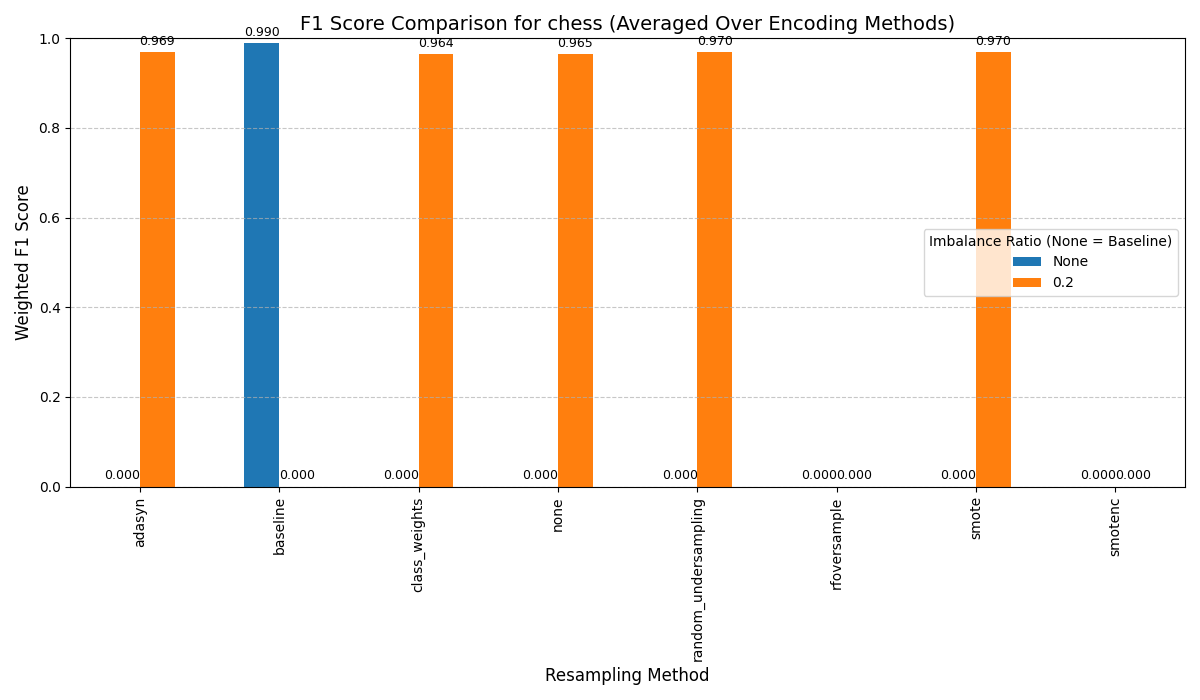 F1 Score Comparison for chess (Averaged Over Encoding Methods)
Weighted F1 Score
1.0
0.8
0.6
0.4
0.2
0.0
0.969
0.990
0.964
0.965
0.970
0.970
0.000
0.000
0.000
0.000
0.000
0.00000.000
0.000
0.00000.000
Imbalance Ratio (None = Baseline)
None
0.2
adasyn
baseline
class_weights
none
random_undersampling
rfoversample
smote
smotenc
Resampling Method